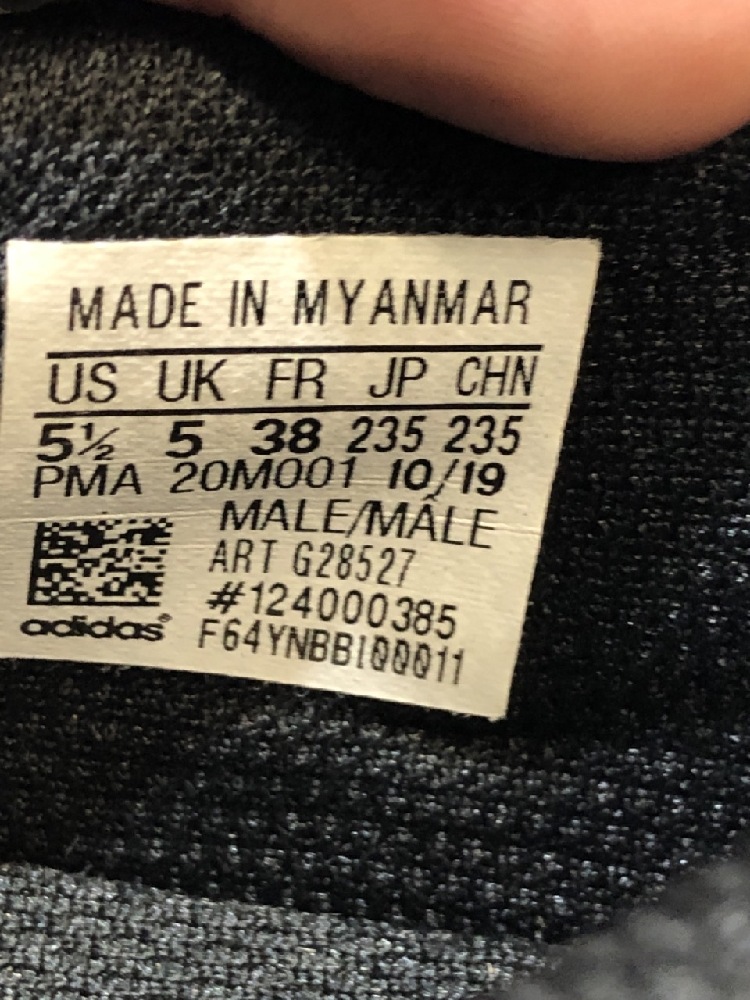 MADE IN MYANMAR
US UK FR JP CHN
5½ 5 38 235 235
PMA 20M001 10/19
MALE/MÂLE
ART G28527
#124000385
adidas®
F64YNBBI00011